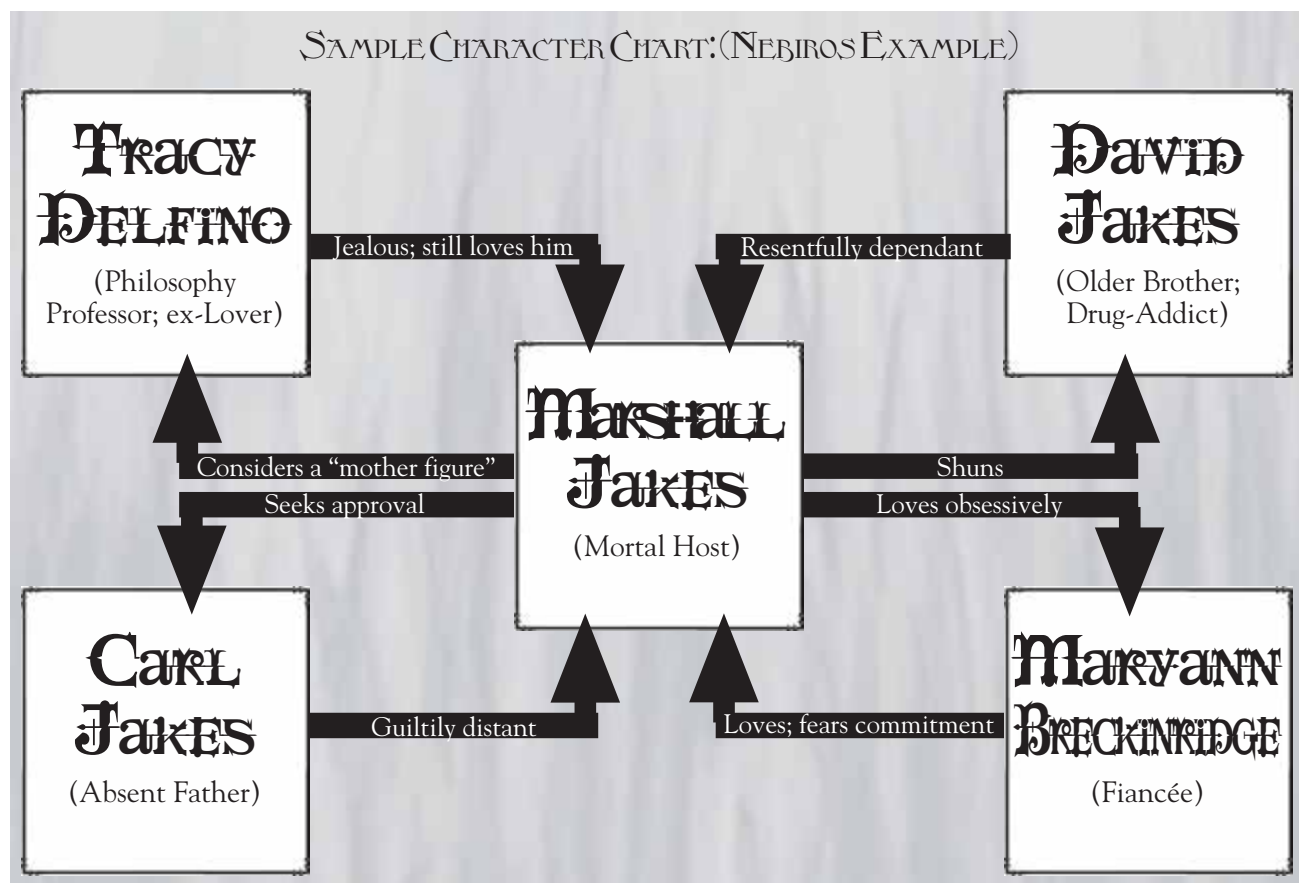 Sample Character Chart: (Nebiros Example)
Tracy
Delfino
(Philosophy
Professor; ex-Lover)
Jealous; still loves him
Resentfully dependant
David
Jakes
(Older Brother;
Drug-Addict)
Marshall
Jakes
(Mortal Host)
Considers a “mother figure”
Seeks approval
Shuns
Loves obsessively
Carl
Jakes
(Absent Father)
Guiltily distant
Loves; fears commitment
Maryann
Breckinridge
(Fiancée)